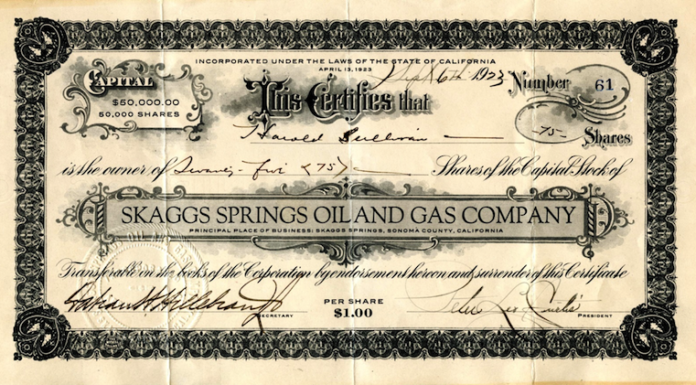 INCORPORATED UNDER THE LAWS OF THE STATE OF CALIFORNIA
APRIL 13, 1923
6th 1923
CAPITAL
$50,000.00
50,000 SHARES
Number 61
This Certifies that
75 Shares
Harold Sullivan
is the owner of (75) Shares of the Capital Stock of
SKAGGS SPRINGS OIL AND GAS COMPANY
PRINCIPAL PLACE OF BUSINESS: SKAGGS SPRINGS, SONOMA COUNTY, CALIFORNIA
Transferable on the books of the Corporation by endorsement hereon and surrender of this Certificate
SECRETARY
PER SHARE
$1.00
Peter
PRESIDENT